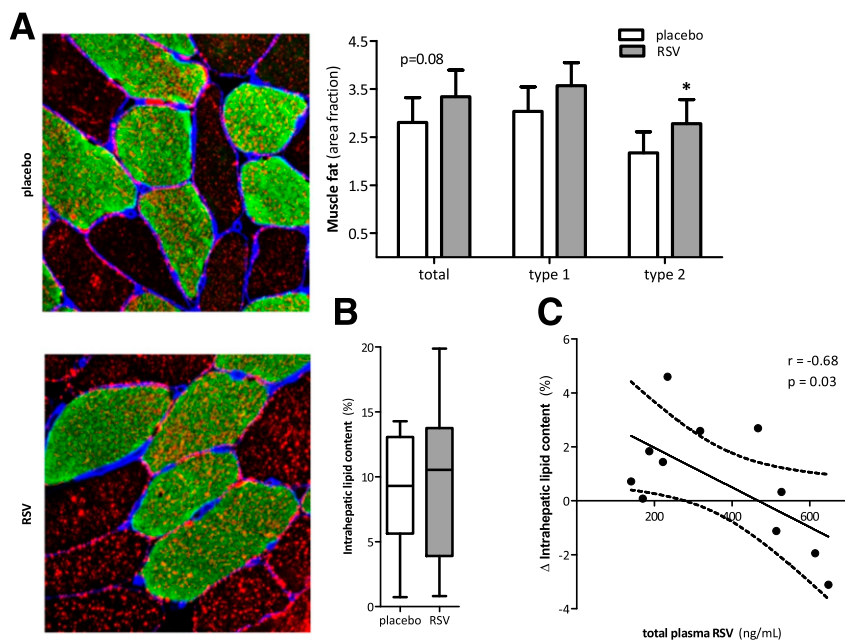 A
placebo
RSV
Muscle fat (area fraction)
4.5
3.5
2.5
1.5
0.5
p=0.08
*
placebo
RSV
total
type 1
type 2
B
Intrahepatic lipid content (%)
20
15
10
5
0
placebo
RSV
C
Δ Intrahepatic lipid content (%)
6
4
2
0
-2
-4
200
400
600
r = -0.68
p = 0.03
total plasma RSV (ng/mL)